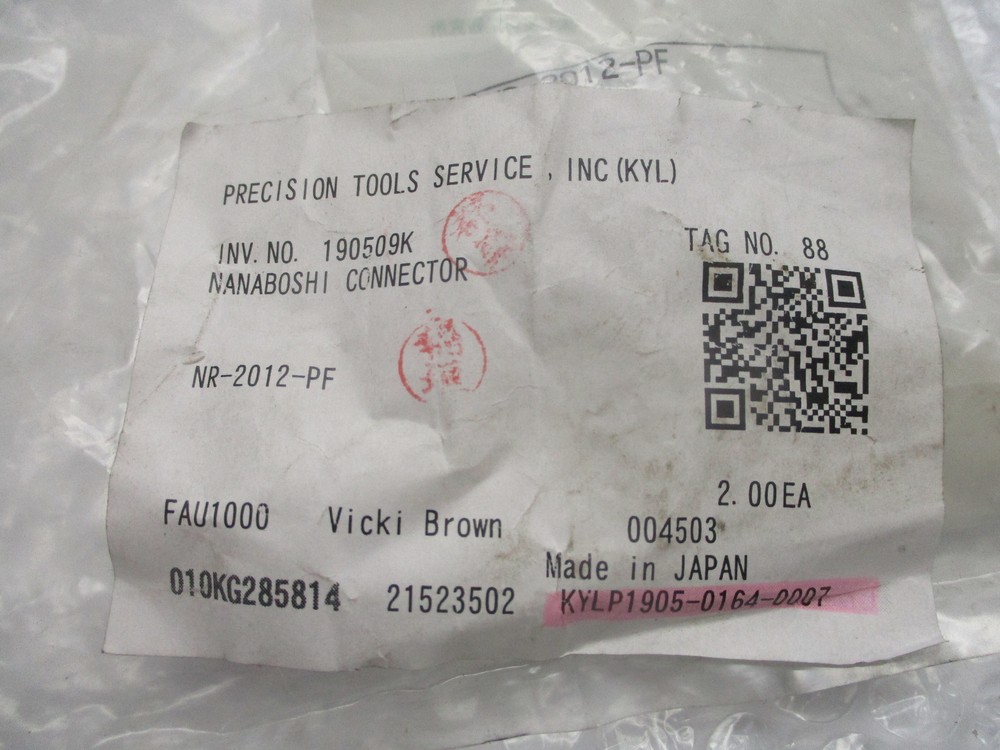 2012-PF
PRECISION TOOLS SERVICE , INC (KYL)
INV. NO. 190509K
TAG NO. 88
NANABOSHI CONNECTOR
NR-2012-PF
2.00EA
FAU1000 Vicki Brown 004503
Made in JAPAN
010KG285814 21523502 KYLP1905-0164-0007